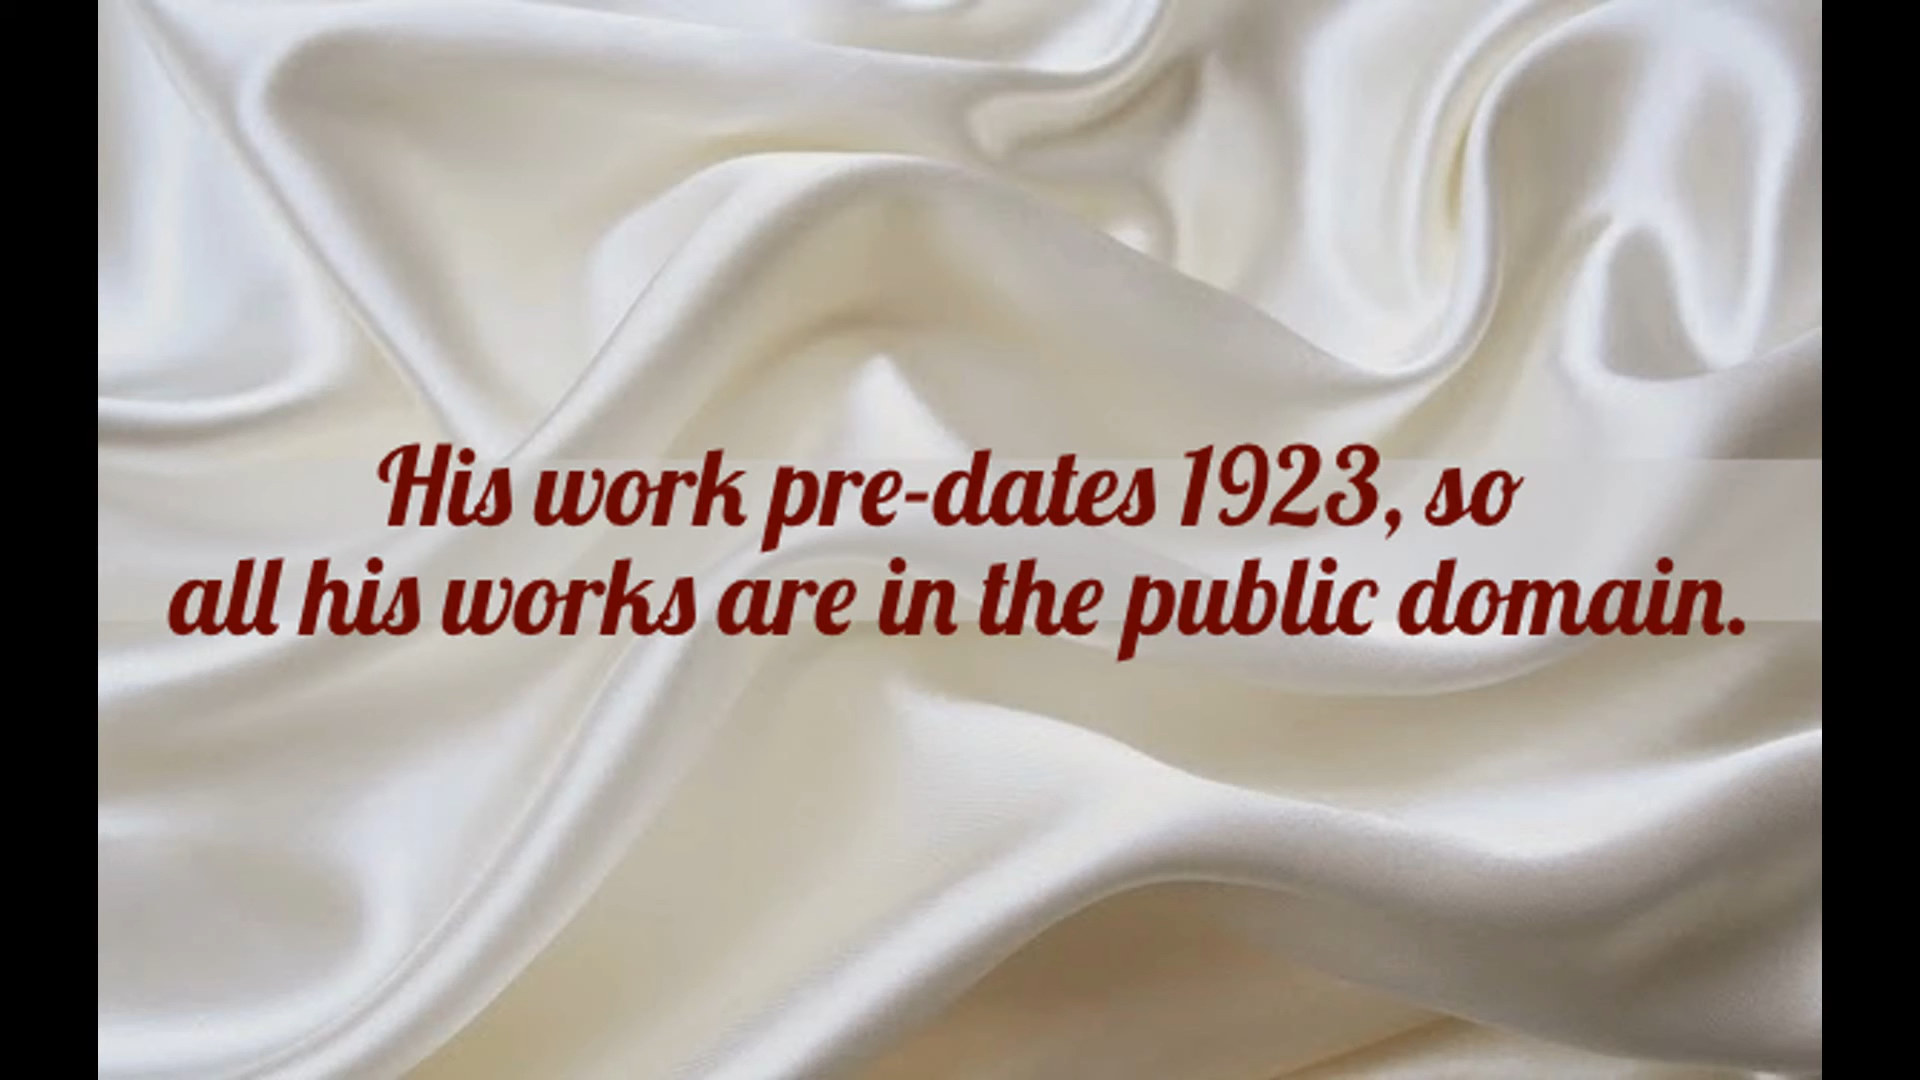 His work pre-dates 1923, so
all his works are in the public domain.